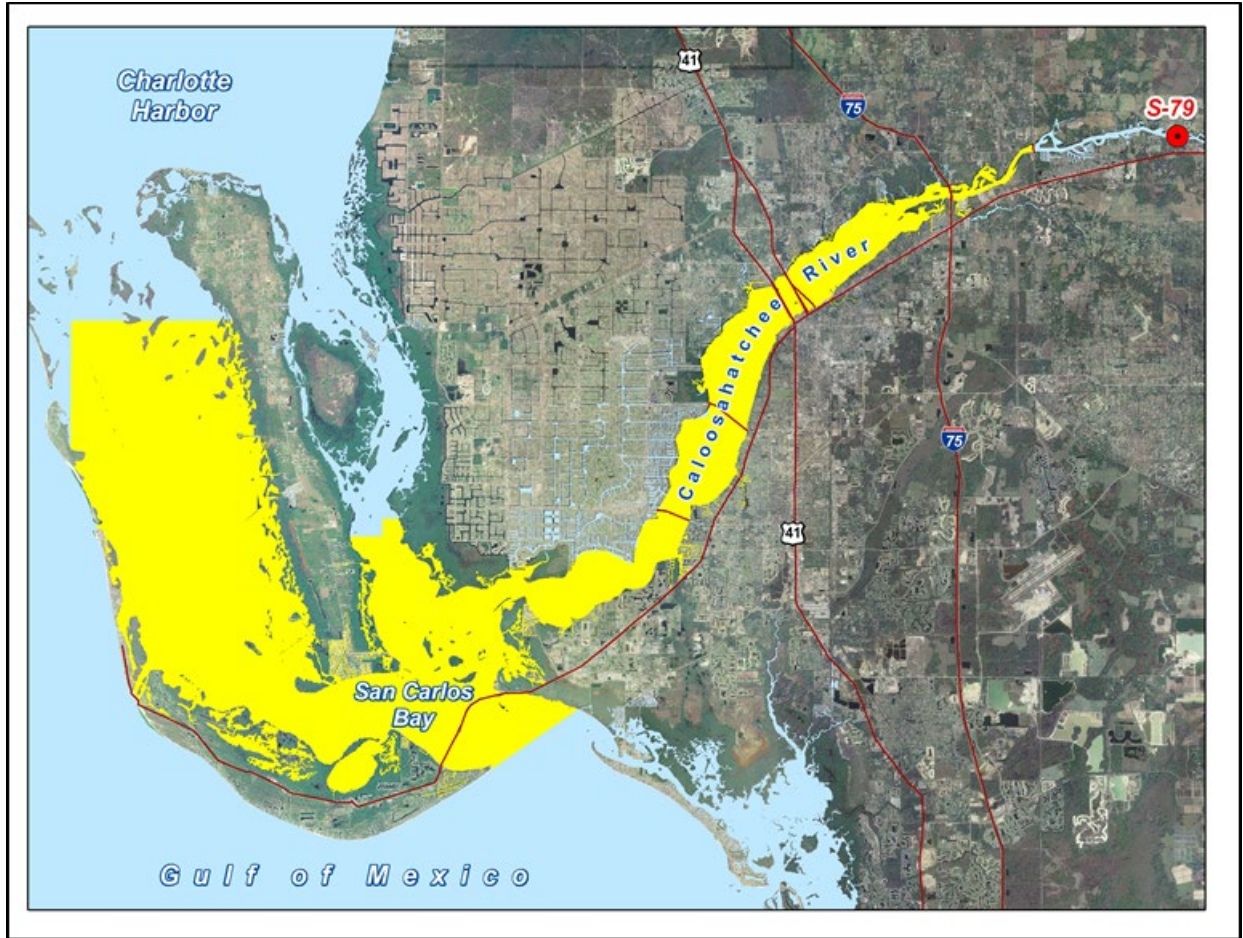 Charlotte
Harbor
41
75
S-79
Caloosahatchee River
75
41
San Carlos
Bay
Gulf of Mexico